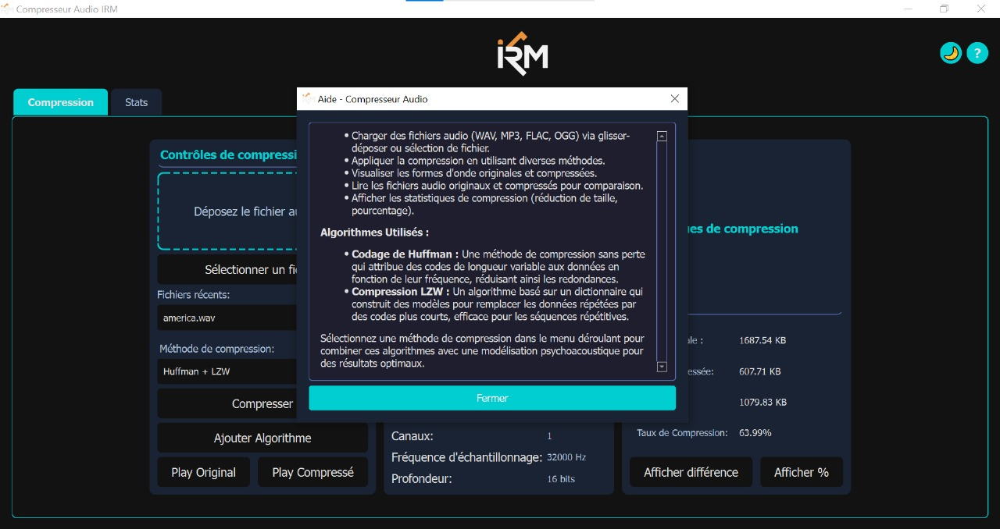 Compresseur Audio IRM
iRM
?
Compression
Stats
Aide - Compresseur Audio
• Charger des fichiers audio (WAV, MP3, FLAC, OGG) via glisser-
déposer ou sélection de fichier.
• Appliquer la compression en utilisant diverses méthodes.
• Visualiser les formes d'onde originales et compressées.
• Lire les fichiers audio originaux et compressés pour comparaison.
• Afficher les statistiques de compression (réduction de taille,
pourcentage).
Algorithmes Utilisés :
• Codage de Huffman : Une méthode de compression sans perte
qui attribue des codes de longueur variable aux données en
fonction de leur fréquence, réduisant ainsi les redondances.
• Compression LZW : Un algorithme basé sur un dictionnaire qui
construit des modèles pour remplacer les données répétées par
des codes plus courts, efficace pour les séquences répétitives.
Sélectionnez une méthode de compression dans le menu déroulant pour
combiner ces algorithmes avec une modélisation psychoacoustique pour
des résultats optimaux.
Fermer
Contrôles de compressi
Déposez le fichier au
Sélectionner un fic
Fichiers récents:
america.wav
Méthode de compression:
Huffman + LZW
Compresser
Ajouter Algorithme
Play Original
Play Compressé
Canaux:
1
Fréquence d'échantillonnage:
32000 Hz
Profondeur:
16 bits
es de compression
le :
1687.54 KB
essée:
607.71 KB
1079.83 KB
Taux de Compression:
63.99%
Afficher différence
Afficher %